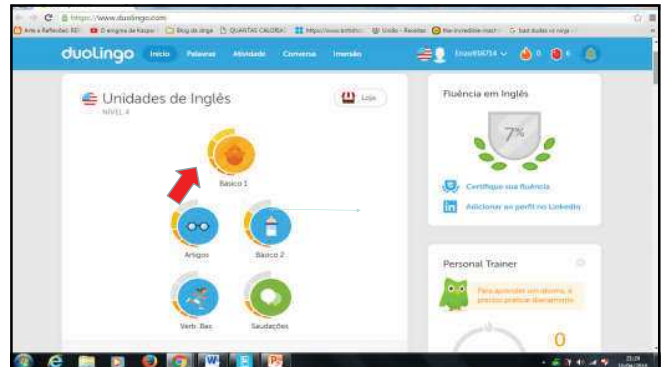 https://www.duolingo.com
duolingo Início Palavras Atividade Conversa Imersão
0 6
Unidades de Inglês
NÍVEL 4
Loja
Básico 1
Artigos Básico 2
Verb. Bas Saudações
Fluência em Inglês
7%
Certifique sua fluência
Adicionar ao perfil no LinkedIn
Personal Trainer
Para aprender um idioma, é
preciso praticar diariamente.
0